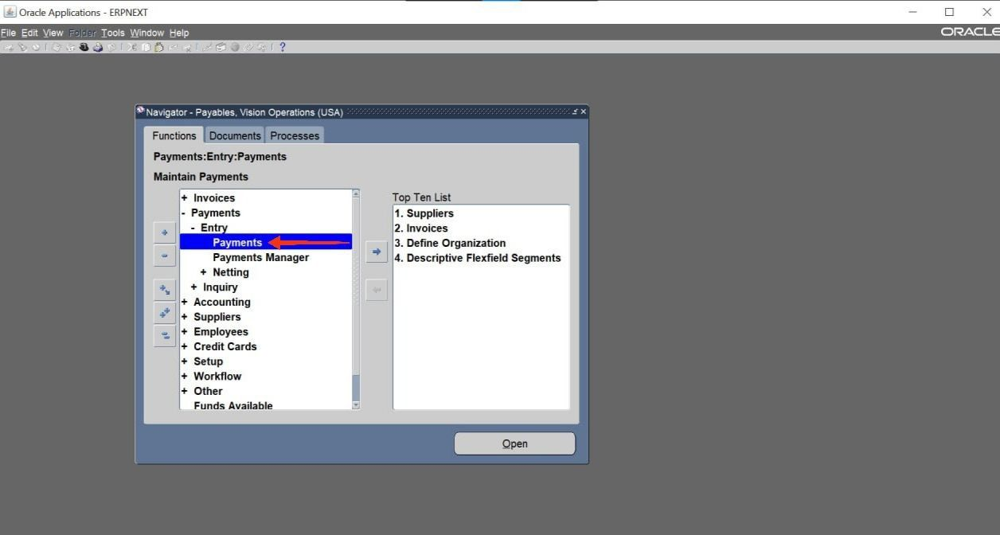 Oracle Applications - ERPNEXT
File Edit View Folder Tools Window Help
ORACLE
?
Navigator - Payables, Vision Operations (USA)
Functions Documents Processes
Payments:Entry:Payments
Maintain Payments
+ Invoices
- Payments
- Entry
Payments
Payments Manager
+ Netting
+ Inquiry
+ Accounting
+ Suppliers
+ Employees
+ Credit Cards
+ Setup
+ Workflow
+ Other
Funds Available
Top Ten List
1. Suppliers
2. Invoices
3. Define Organization
4. Descriptive Flexfield Segments
Open